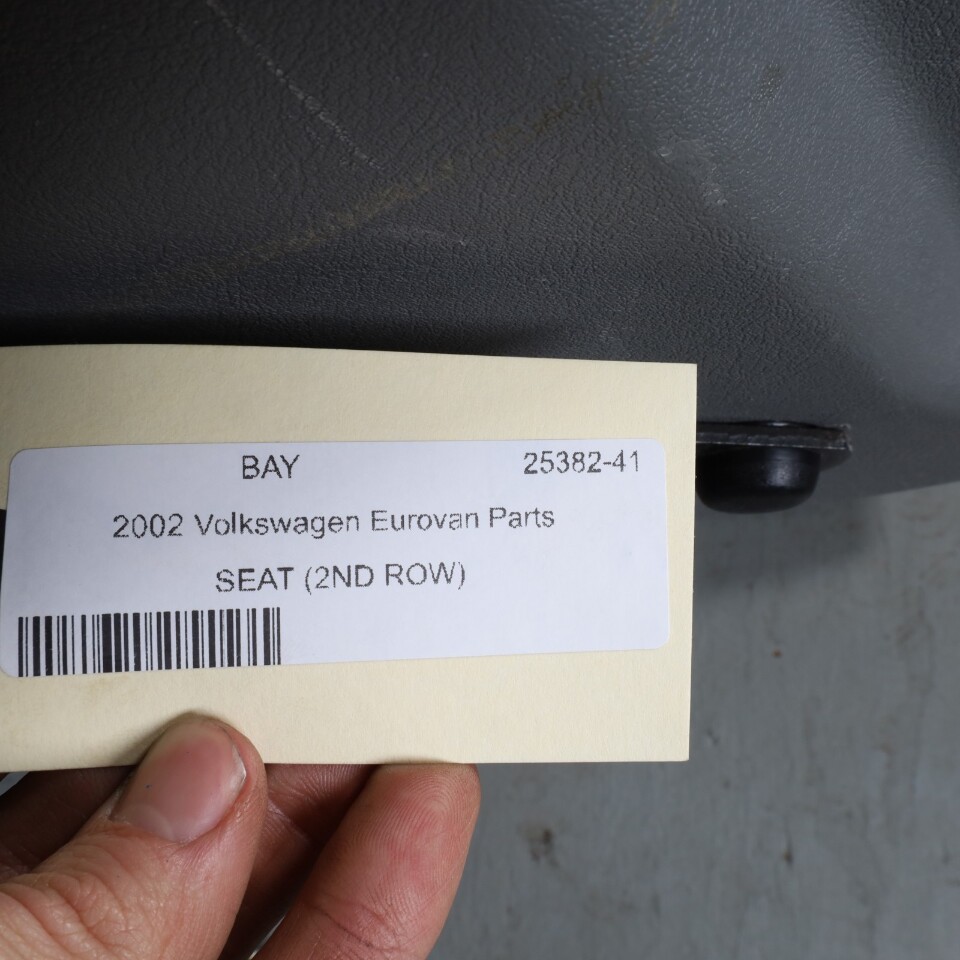 BAY 25382-41
2002 Volkswagen Eurovan Parts
SEAT (2ND ROW)